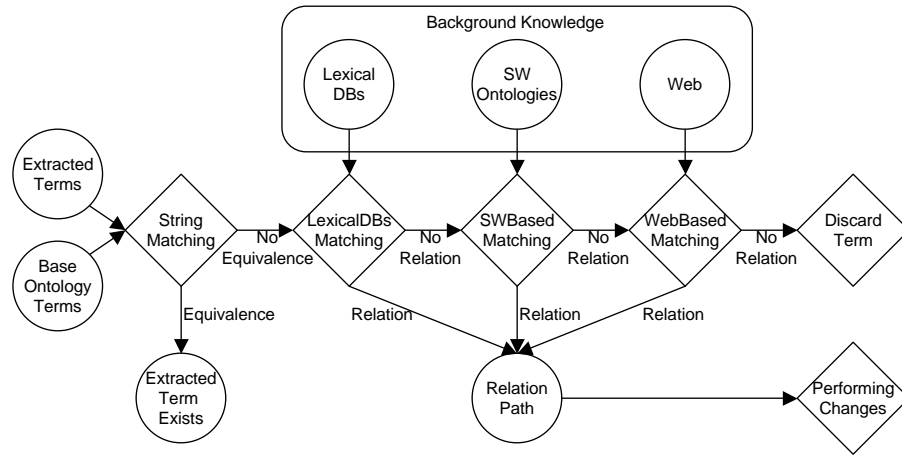 Background Knowledge
Lexical
DBs
SW
Ontologies
Web
Extracted
Terms
Base
Ontology
Terms
String
Matching
No
Equivalence
LexicalDBs
Matching
No
Relation
SWBased
Matching
No
Relation
WebBased
Matching
No
Relation
Discard
Term
Equivalence
Relation
Relation
Relation
Extracted
Term
Exists
Relation
Path
Performing
Changes